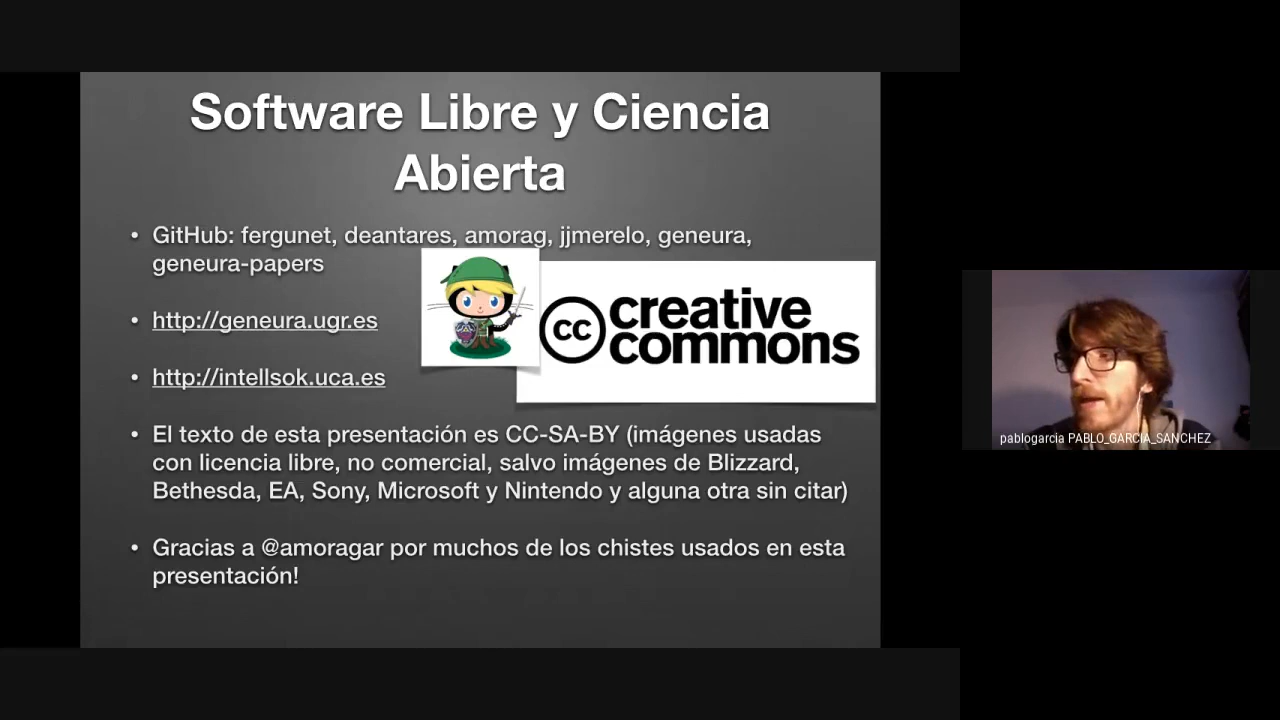 Software Libre y Ciencia
Abierta
• GitHub: fergunet, deantares, amorag, jjmerelo, geneura,
geneura-papers
• http://geneura.ugr.es
• http://intellsok.uca.es
cc creative
commons
• El texto de esta presentación es CC-SA-BY (imágenes usadas
con licencia libre, no comercial, salvo imágenes de Blizzard,
Bethesda, EA, Sony, Microsoft y Nintendo y alguna otra sin citar)
• Gracias a @amoragar por muchos de los chistes usados en esta
presentación!
pablogarcia PABLO_GARCIA_SANCHEZ